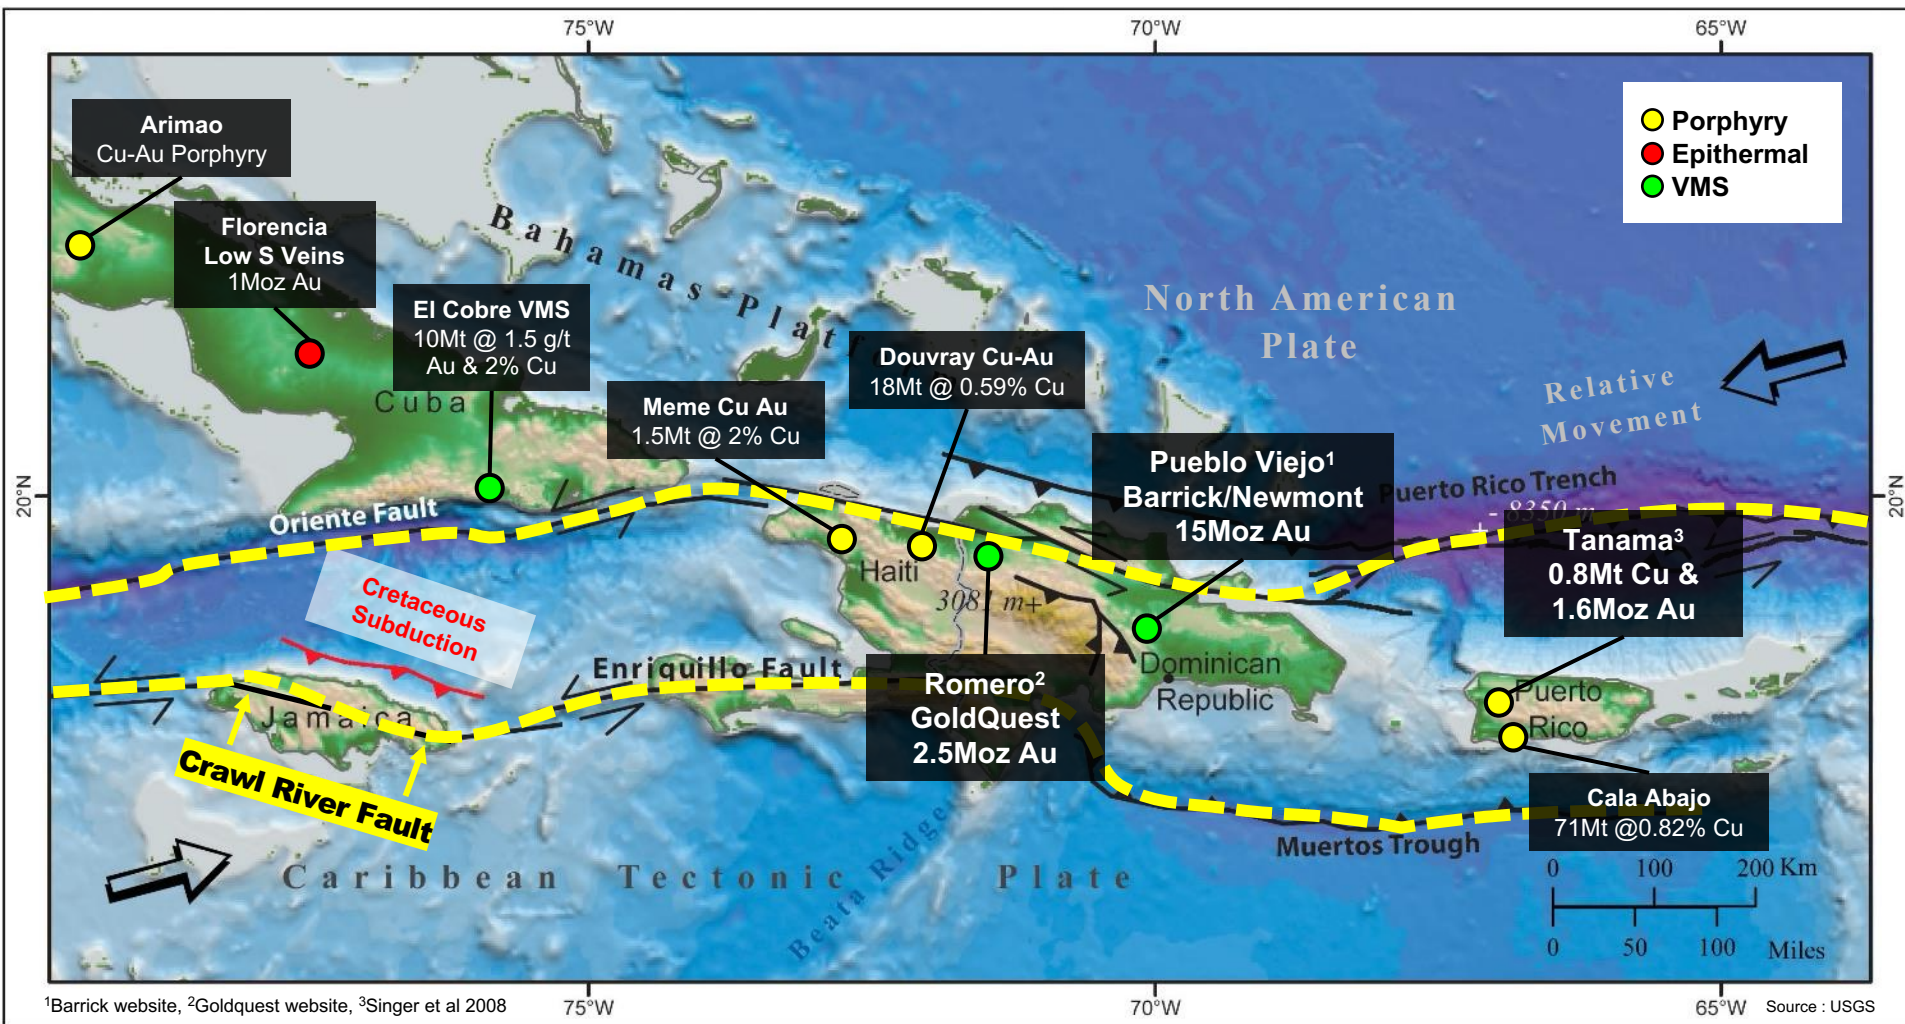 75°W
70°W
65°W
Arimao
Cu-Au Porphyry
Porphyry
Epithermal
VMS
Florencia
Low S Veins
1Moz Au
Bahamas Platform
El Cobre VMS
10Mt @ 1.5 g/t
Au & 2% Cu
North American
Plate
Douvray Cu-Au
18Mt @ 0.59% Cu
Relative
Movement
Cuba
Meme Cu Au
1.5Mt @ 2% Cu
Pueblo Viejo¹
Barrick/Newmont
15Moz Au
Puerto Rico Trench
- 8350 m
+
20°N
20°N
Oriente Fault
Tanama³
0.8Mt Cu &
1.6Moz Au
Haiti
3081 m+
Cretaceous
Subduction
Enriquillo Fault
Dominican
Republic
Romero²
GoldQuest
2.5Moz Au
Puerto
Rico
Jamaica
Crawl River Fault
Cala Abajo
71Mt @0.82% Cu
Muertos Trough
Caribbean Tectonic Plate
Beata Ridge
0 100 200 Km
0 50 100 Miles
¹Barrick website, ²Goldquest website, ³Singer et al 2008
75°W
70°W
65°W
Source : USGS